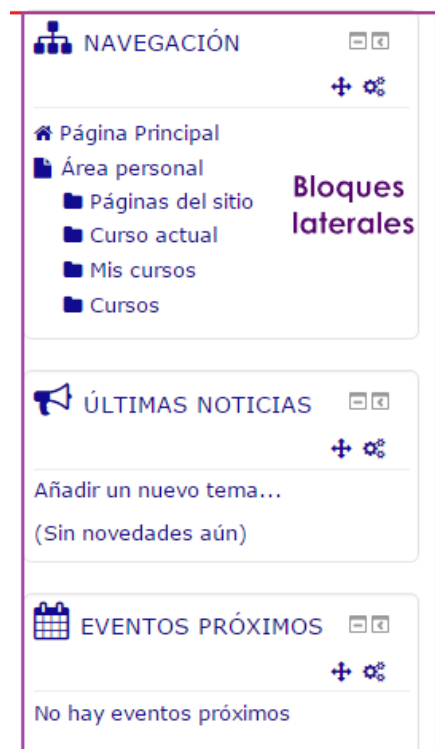 NAVEGACIÓN
Página Principal
Área personal
Páginas del sitio
Curso actual
Mis cursos
Cursos
Bloques
laterales
ÚLTIMAS NOTICIAS
Añadir un nuevo tema...
(Sin novedades aún)
EVENTOS PRÓXIMOS
No hay eventos próximos